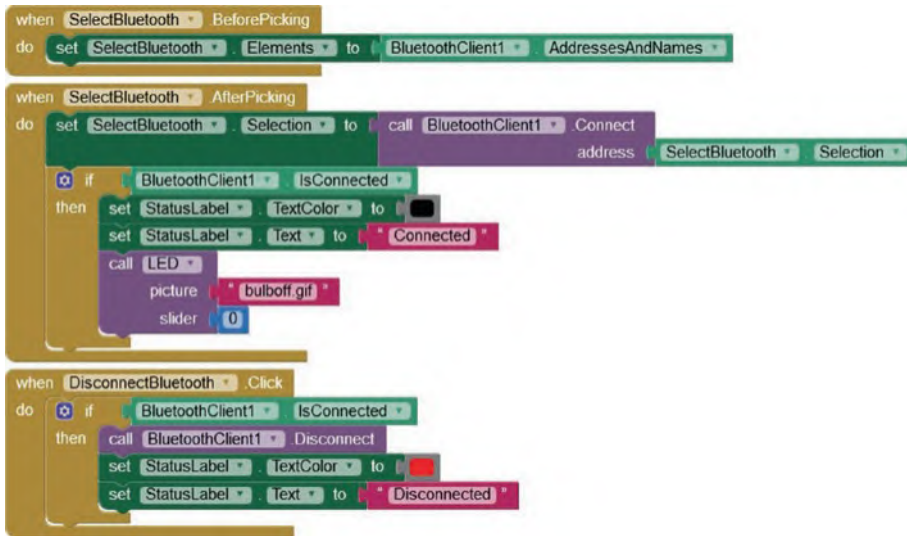 when SelectBluetooth .BeforePicking
do set SelectBluetooth . Elements to BluetoothClient1 . AddressesAndNames
when SelectBluetooth .AfterPicking
do set SelectBluetooth . Selection to call BluetoothClient1 .Connect
address SelectBluetooth . Selection
if BluetoothClient1 . IsConnected
then set StatusLabel . TextColor to
set StatusLabel . Text to " Connected "
call LED
picture " bulboff.gif "
slider 0
when DisconnectBluetooth .Click
do if BluetoothClient1 . IsConnected
then call BluetoothClient1 .Disconnect
set StatusLabel . TextColor to
set StatusLabel . Text to " Disconnected "